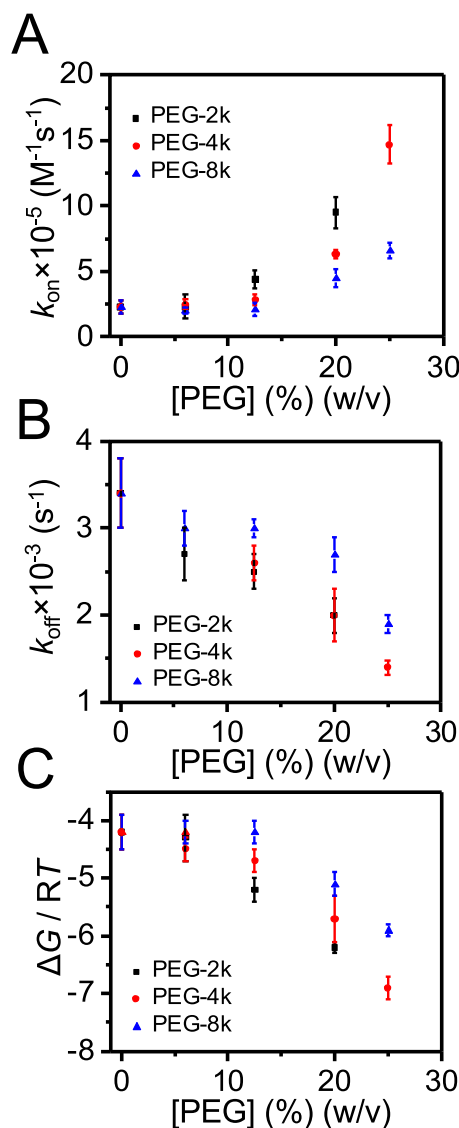 A
20
15
10
5
0
k_on×10^-5 (M^-1s^-1)
PEG-2k
PEG-4k
PEG-8k
0 10 20 30
[PEG] (%) (w/v)
B
4
3
2
1
k_off×10^-3 (s^-1)
PEG-2k
PEG-4k
PEG-8k
0 10 20 30
[PEG] (%) (w/v)
C
-4
-5
-6
-7
-8
ΔG / RT
PEG-2k
PEG-4k
PEG-8k
0 10 20 30
[PEG] (%) (w/v)